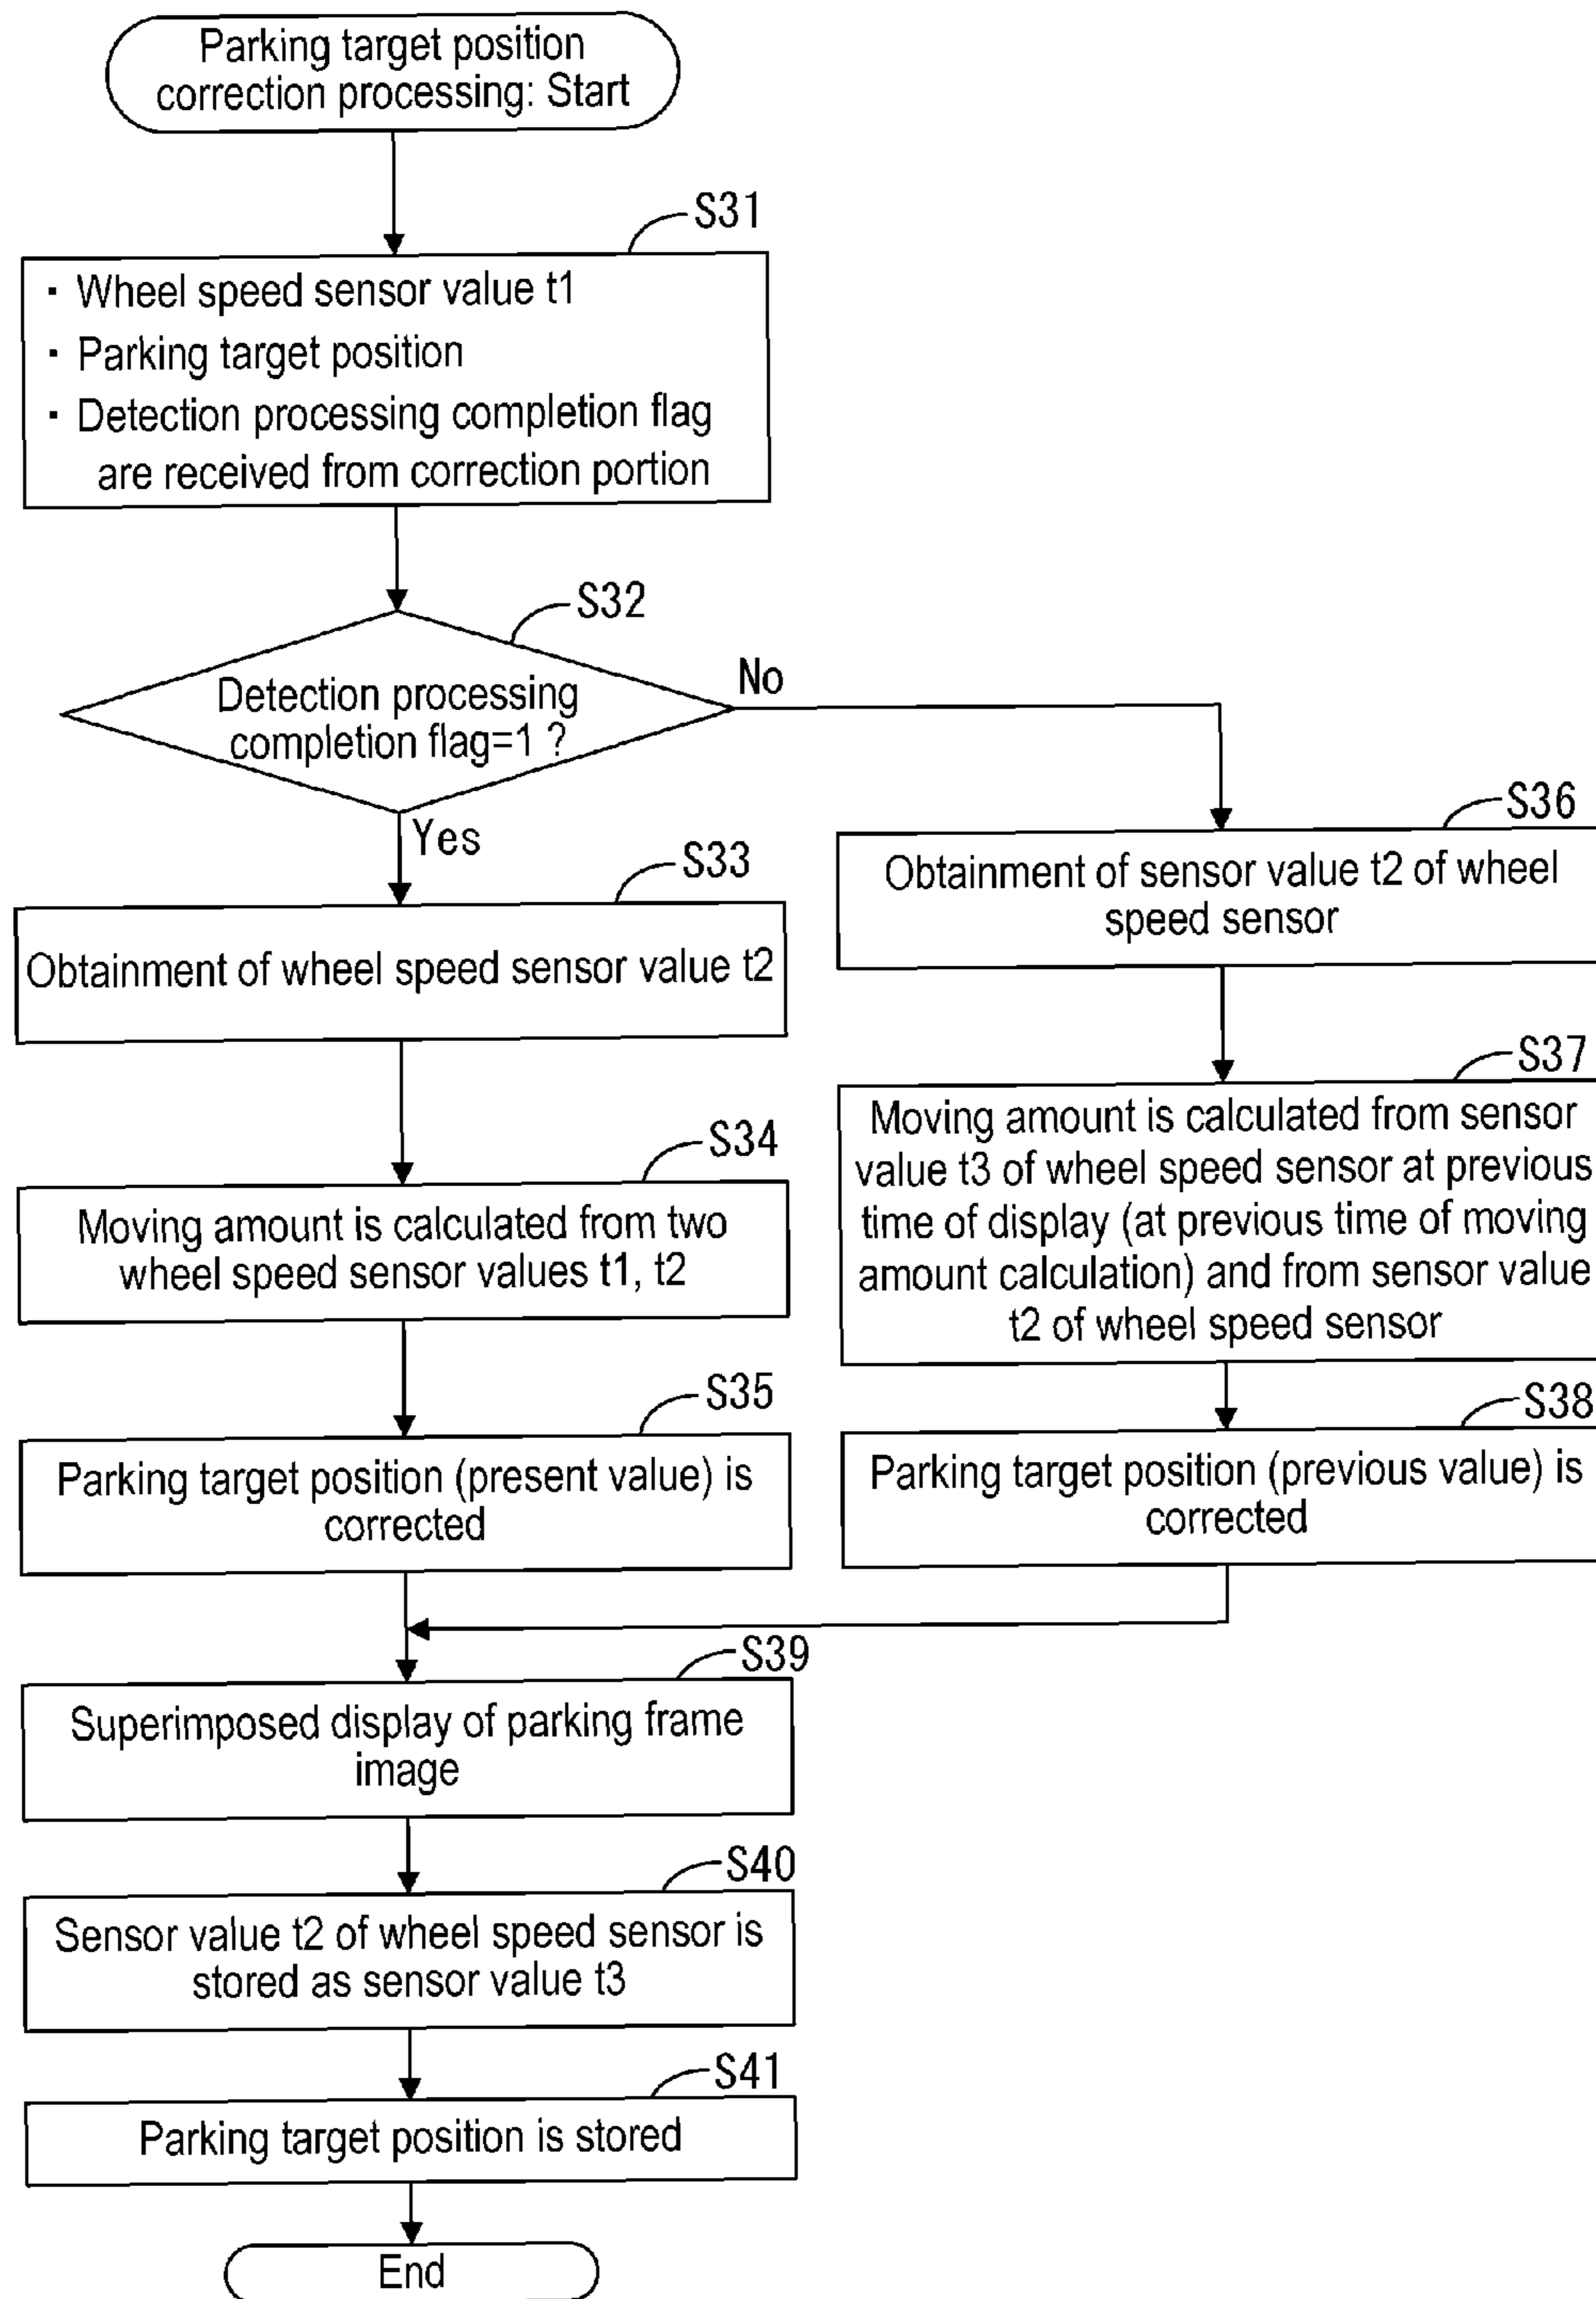 Parking target position
correction processing: Start
S31
・ Wheel speed sensor value t1
・ Parking target position
・ Detection processing completion flag
are received from correction portion
S32
Detection processing
completion flag=1 ?
No
Yes
S33
Obtainment of wheel speed sensor value t2
S34
Moving amount is calculated from two
wheel speed sensor values t1, t2
S35
Parking target position (present value) is
corrected
S36
Obtainment of sensor value t2 of wheel
speed sensor
S37
Moving amount is calculated from sensor
value t3 of wheel speed sensor at previous
time of display (at previous time of moving
amount calculation) and from sensor value
t2 of wheel speed sensor
S38
Parking target position (previous value) is
corrected
S39
Superimposed display of parking frame
image
S40
Sensor value t2 of wheel speed sensor is
stored as sensor value t3
S41
Parking target position is stored
End